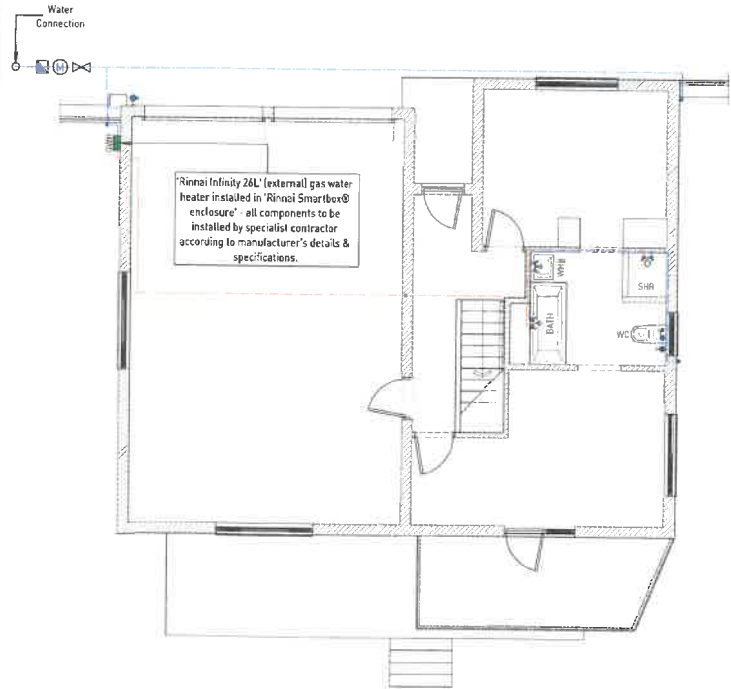 Water
Connection
M
'Rinnai Infinity 26L' (external) gas water
heater installed in 'Rinnai Smartbox®
enclosure' - all components to be
installed by specialist contractor
according to manufacturer's details &
specifications.
WHB
SHR
BATH
WC